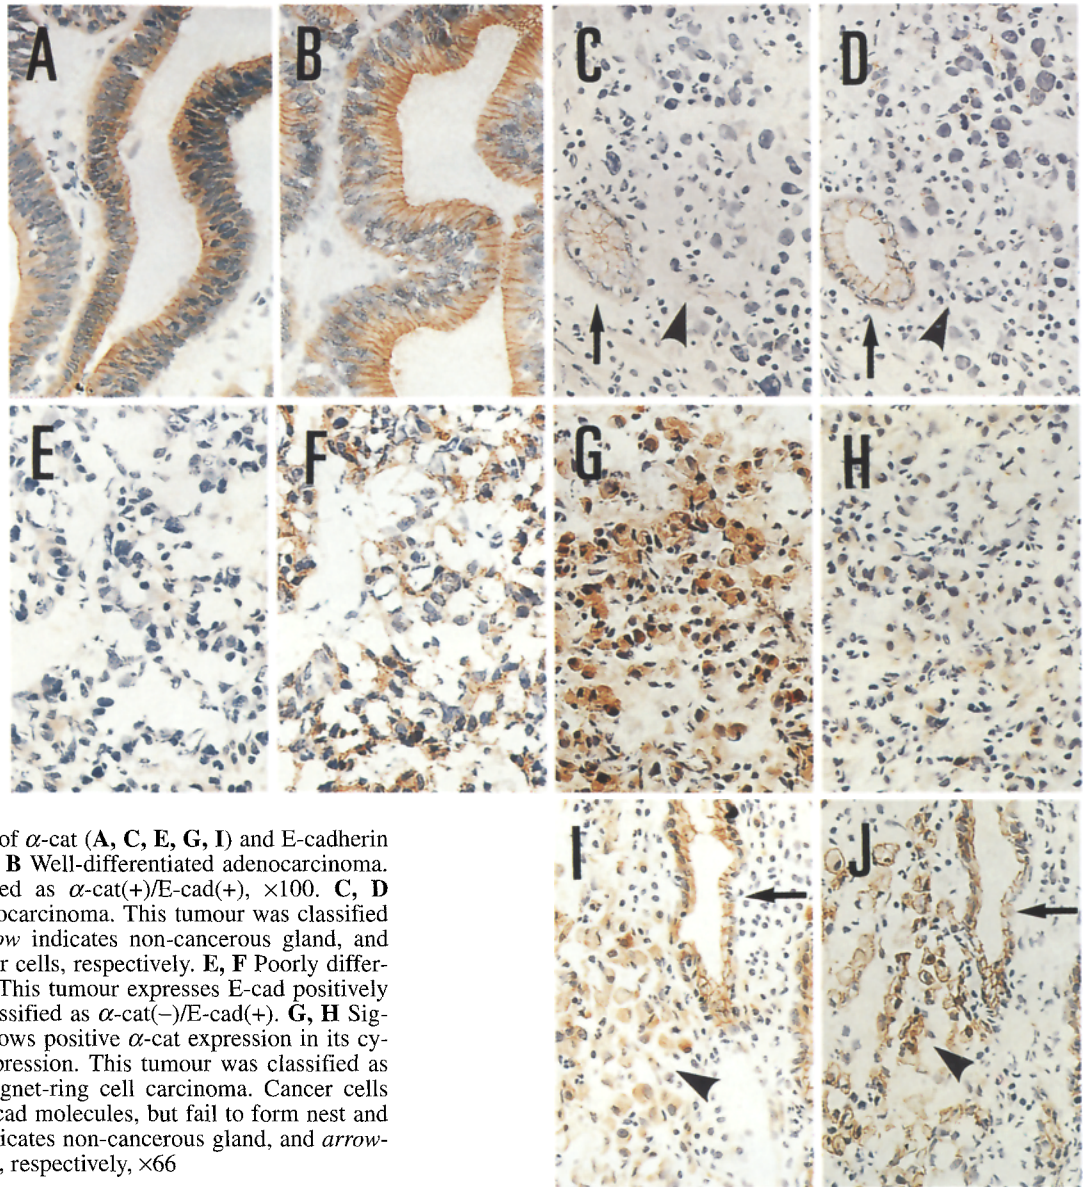 A
B
C
D
E
F
G
H
I
J
of α-cat (A, C, E, G, I) and E-cadherin
B Well-differentiated adenocarcinoma.
ed as α-cat(+)/E-cad(+), ×100. C, D
ocarcinoma. This tumour was classified
ow indicates non-cancerous gland, and
r cells, respectively. E, F Poorly differ-
This tumour expresses E-cad positively
ssified as α-cat(−)/E-cad(+). G, H Sig-
ows positive α-cat expression in its cy-
pression. This tumour was classified as
gnet-ring cell carcinoma. Cancer cells
cad molecules, but fail to form nest and
dicates non-cancerous gland, and arrow-
, respectively, ×66